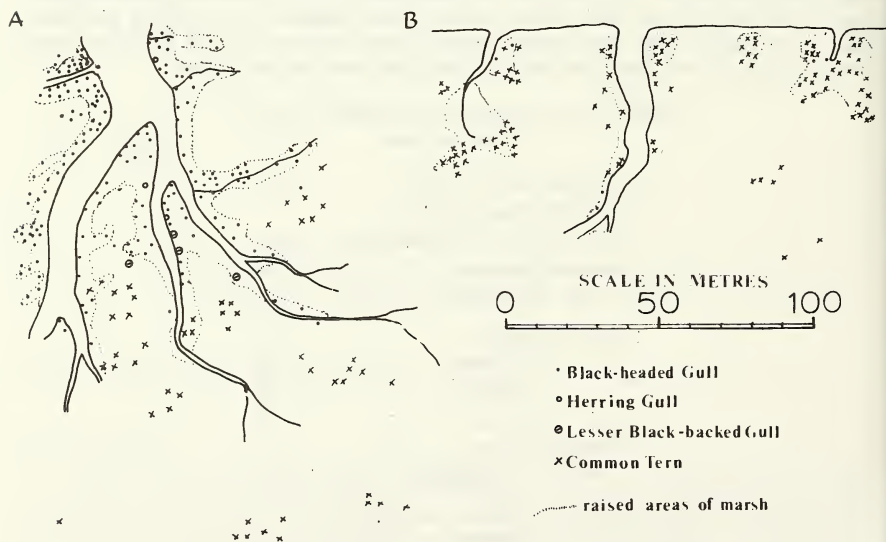 A
B
SCALE IN METRES
0 50 100
Black-headed Gull
Herring Gull
Lesser Black-backed Gull
Common Tern
raised areas of marsh